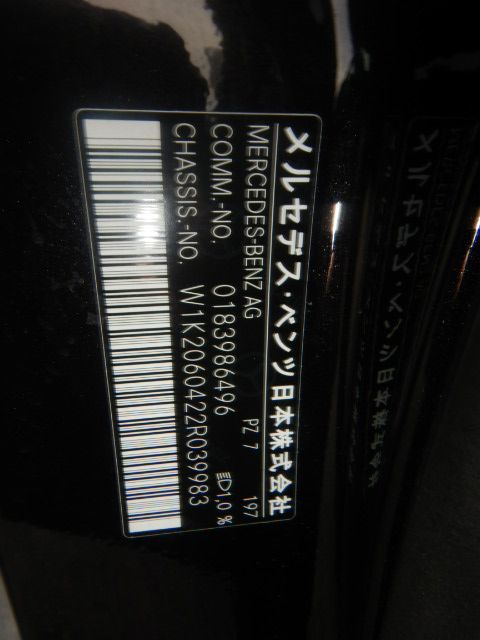 メルセデス・ベンツ日本株式会社
MERCEDES-BENZ AG PZ 7 197
COMM.-NO. 0183986496 1,0 %
CHASSIS-NO. W1K2060422R039983